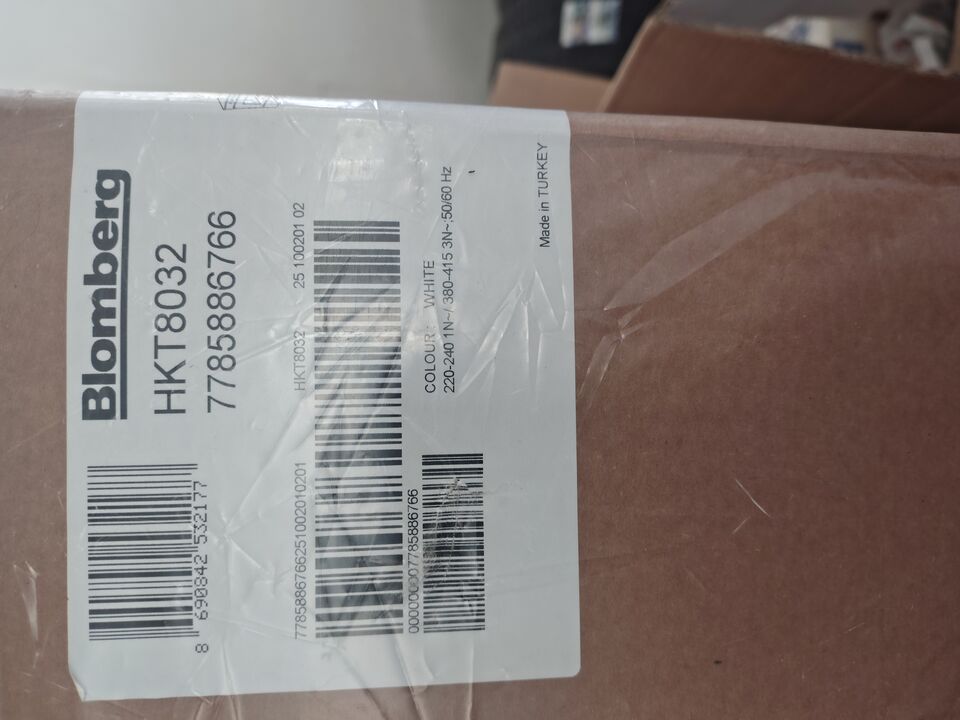 Blomberg
HKT8032
7785886766
8 690842 532177
HKT8032 25 100201 02
7785886766251002010201
COLOUR: WHITE
220-240 1N~/ 380-415 3N~;50/60 Hz
000000007785886766
Made in TURKEY